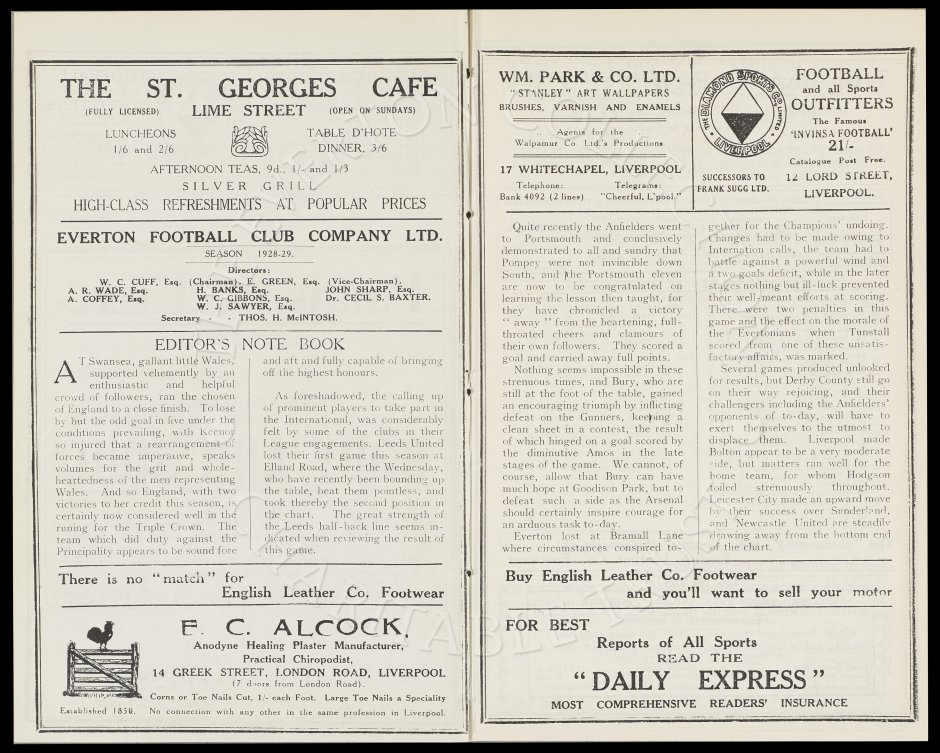 THE ST. GEORGES CAFE
(FULLY LICENSED) LIME STREET (OPEN ON SUNDAYS)
LUNCHEONS
1/6 and 2/6
TABLE D'HOTE
DINNER, 3/6
AFTERNOON TEAS, 9d., 1/- and 1/3
SILVER GRILL
HIGH-CLASS REFRESHMENTS AT POPULAR PRICES
EVERTON FOOTBALL CLUB COMPANY LTD.
SEASON 1928-29.
Directors:
W. C. CUFF, Esq. (Chairman), E. GREEN, Esq. (Vice-Chairman),
A. R. WADE, Esq. H. BANKS, Esq. JOHN SHARP, Esq.
A. COFFEY, Esq. W. C. GIBBONS, Esq. Dr. CECIL S. BAXTER.
W. J. SAWYER, Esq.
Secretary - - THOS. H. McINTOSH.
EDITOR'S NOTE BOOK
AT Swansea, gallant little Wales,
supported vehemently by an
enthusiastic and helpful
crowd of followers, ran the chosen
of England to a close finish. To lose
by but the odd goal in five under the
conditions prevailing, with Keenor
so injured that a rearrangement of
forces became imperative, speaks
volumes for the grit and whole-
heartedness of the men representing
Wales. And so England, with two
victories to her credit this season, is
certainly now considered well in the
runing for the Triple Crown. The
team which did duty against the
Principality appears to be sound fore
and aft and fully capable of bringing
off the highest honours.
As foreshadowed, the calling up
of prominent players to take part in
the International, was considerably
felt by some of the clubs in their
League engagements. Leeds United
lost their first game this season at
Elland Road, where the Wednesday,
who have recently been bounding up
the table, beat them pointless, and
took thereby the second position in
the chart. The great strength of
the Leeds half-back line seems in-
dicated when reviewing the result of
this game.
There is no "match" for
English Leather Co. Footwear
F. C. ALCOCK,
Anodyne Healing Plaster Manufacturer,
Practical Chiropodist,
14 GREEK STREET, LONDON ROAD, LIVERPOOL
(7 doors from London Road).
Corns or Toe Nails Cut, 1/- each Foot. Large Toe Nails a Speciality
Established 1850. No connection with any other in the same profession in Liverpool.
WM. PARK & CO. LTD.
"STANLEY" ART WALLPAPERS
BRUSHES, VARNISH AND ENAMELS
Agents for the
Walpamur Co. Ltd.'s Productions
17 WHITECHAPEL, LIVERPOOL
Telephone: Telegrams:
Bank 4092 (2 lines) "Cheerful, L'pool."
THE DIAMOND SPORTS CO. LIMITED.
LIVERPOOL
SUCCESSORS TO
FRANK SUGG LTD.
FOOTBALL
and all Sports
OUTFITTERS
The Famous
'INVINSA FOOTBALL'
21/-
Catalogue Post Free.
12 LORD STREET,
LIVERPOOL.
Quite recently the Anfielders went
to Portsmouth and conclusively
demonstrated to all and sundry that
Pompey were not invincible down
South, and the Portsmouth eleven
are now to be congratulated on
learning the lesson then taught, for
they have chronicled a victory
"away" from the heartening, full-
throated cheers and clamours of
their own followers. They scored a
goal and carried away full points.
Nothing seems impossible in these
strenuous times, and Bury, who are
still at the foot of the table, gained
an encouraging triumph by inflicting
defeat on the Gunners, keeping a
clean sheet in a contest, the result
of which hinged on a goal scored by
the diminutive Amos in the late
stages of the game. We cannot, of
course, allow that Bury can have
much hope at Goodison Park, but to
defeat such a side as the Arsenal
should certainly inspire courage for
an arduous task to-day.
Everton lost at Bramall Lane
where circumstances conspired to-
gether for the Champions' undoing.
Changes had to be made owing to
Internation calls, the team had to
battle against a powerful wind and
a two goals deficit, while in the later
stages nothing but ill-luck prevented
their well-meant efforts at scoring.
There were two penalties in this
game and the effect on the morale of
the Evertonians when Tunstall
scored from one of these unsatis-
factory affairs, was marked.
Several games produced unlooked
for results, but Derby County still go
on their way rejoicing, and their
challengers including the Anfielders'
opponents of to-day, will have to
exert themselves to the utmost to
displace them. Liverpool made
Bolton appear to be a very moderate
side, but matters ran well for the
home team, for whom Hodgson
toiled strenuously throughout.
Leicester City made an upward move
by their success over Sunderland,
and Newcastle United are steadily
drawing away from the bottom end
of the chart.
Buy English Leather Co. Footwear
and you'll want to sell your motor
FOR BEST
Reports of All Sports
READ THE
"DAILY EXPRESS"
MOST COMPREHENSIVE READERS' INSURANCE